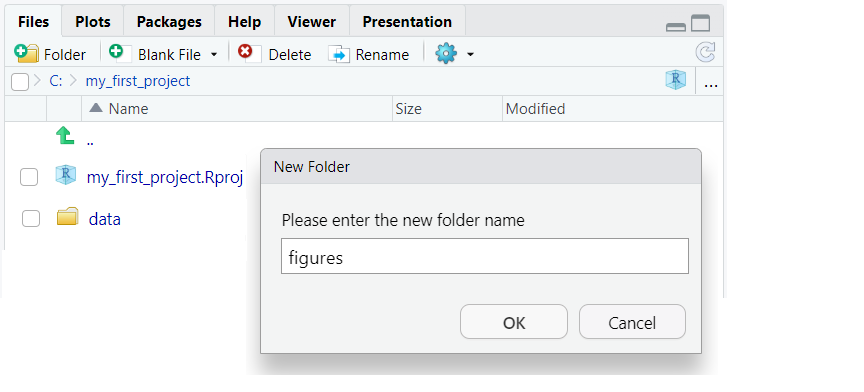 Files Plots Packages Help Viewer Presentation
Folder Blank File Delete Rename
C: my_first_project R ...
Name Size Modified
..
R my_first_project.Rproj
data
New Folder
Please enter the new folder name
figures
OK Cancel